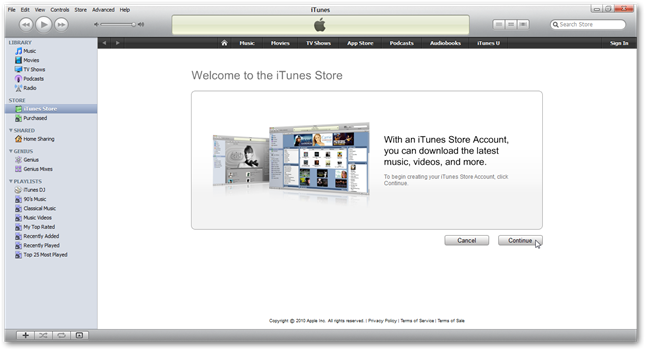 File Edit View Controls Store Advanced Help
iTunes
Search Store
LIBRARY
Music
Movies
TV Shows
Podcasts
Radio
STORE
iTunes Store
Purchased
SHARED
Home Sharing
GENIUS
Genius
Genius Mixes
PLAYLISTS
iTunes DJ
90's Music
Classical Music
Music Videos
My Top Rated
Recently Added
Recently Played
Top 25 Most Played
Music Movies TV Shows App Store Podcasts Audiobooks iTunes U Sign In
Welcome to the iTunes Store
With an iTunes Store Account,
you can download the latest
music, videos, and more.
To begin creating your iTunes Store Account, click
Continue.
Cancel Continue
Copyright © 2010 Apple Inc. All rights reserved. | Privacy Policy | Terms of Service | Terms of Sale